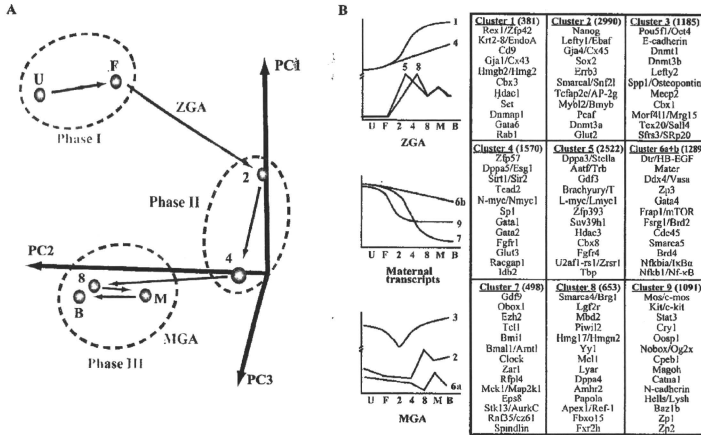 A
B
PC1
U
F
Phase I
ZGA
2
Phase II
PC2
4
8
B
M
MGA
Phase III
PC3
1
4
5 8
U F 2 4 8 M B
ZGA
6b
9
7
U F 2 4 8 M B
Maternal
transcripts
3
2
6a
U F 2 4 8 M B
MGA
Cluster 1 (381)
Rex1/Zfp42
Krt2-8/EndoA
Cd9
Gja1/Cx43
Hmgb2/Hmg2
Cbx3
Hdac1
Set
Dnmap1
Gata6
Rab1
Cluster 2 (2990)
Nanog
Lefty1/Ebaf
Gja4/Cx45
Sox2
Errb3
Smarcal/Snf2l
Tcfap2c/AP-2g
Mybl2/Bmyb
Pcaf
Dnmt3a
Glut2
Cluster 3 (1185)
Pou5f1/Oct4
E-cadherin
Dnmt1
Dnmt3b
Lefty2
Spp1/Osteopontin
Mecp2
Cbx1
Morf4l1/Mrg15
Tex20/Sall4
Sfrs3/SRp20
Cluster 4 (1570)
Zfp57
Dppa5/Esg1
Sirt1/Sir2
Tead2
N-myc/Nmyc1
Sp1
Gata1
Gata2
Fgfr1
Glut3
Racgap1
Idh2
Cluster 5 (2522)
Dppa3/Stella
Antf/Trb
Gdf3
Brachyury/T
L-myc/Lmyc1
Zfp393
Suv39h1
Hdac3
Cbx8
Fgfr4
U2af1-rs1/Zrsr1
Tbp
Cluster 6a+b (1289)
Dtr/HB-EGF
Mater
Ddx4/Vasa
Zp3
Gata4
Frap1/mTOR
Fsrg1/Brd2
Cdc45
Smarca5
Brd4
Nfkbia/IxBα
Nfkb1/Nf-κB
Cluster 7 (498)
Gdf9
Obox1
Ezh2
Tcl1
Bmi1
Bmal1/Arnt1
Clock
Zar1
Rfpl4
Mek1/Map2k1
Eps8
Stk13/AurkC
Rnf35/cz61
Spindlin
Cluster 8 (653)
Smarca4/Brg1
Igf2r
Mbd2
Piwil2
Hmg17/Hmgn2
Yy1
Mcl1
Lyar
Dppa4
Amhr2
Papola
Apex1/Ref-1
Fbxo15
Fxr2h
Cluster 9 (1091)
Mos/c-mos
Kit/c-kit
Stat3
Cry1
Oosp1
Nobox/Og2x
Cpeb1
Magoh
Catna1
N-cadherin
Hells/Lysh
Baz1b
Zp1
Zp2